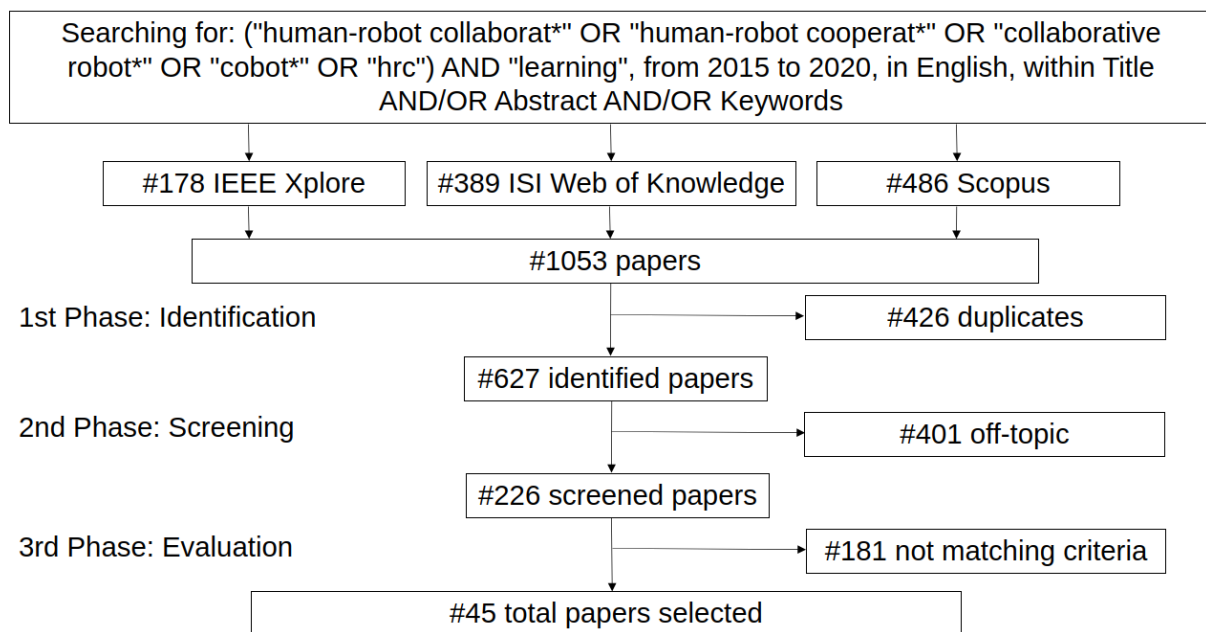 Searching for: ("human-robot collaborat*" OR "human-robot cooperat*" OR "collaborative
robot*" OR "cobot*" OR "hrc") AND "learning", from 2015 to 2020, in English, within Title
AND/OR Abstract AND/OR Keywords
#178 IEEE Xplore
#389 ISI Web of Knowledge
#486 Scopus
#1053 papers
1st Phase: Identification
#426 duplicates
#627 identified papers
2nd Phase: Screening
#401 off-topic
#226 screened papers
3rd Phase: Evaluation
#181 not matching criteria
#45 total papers selected